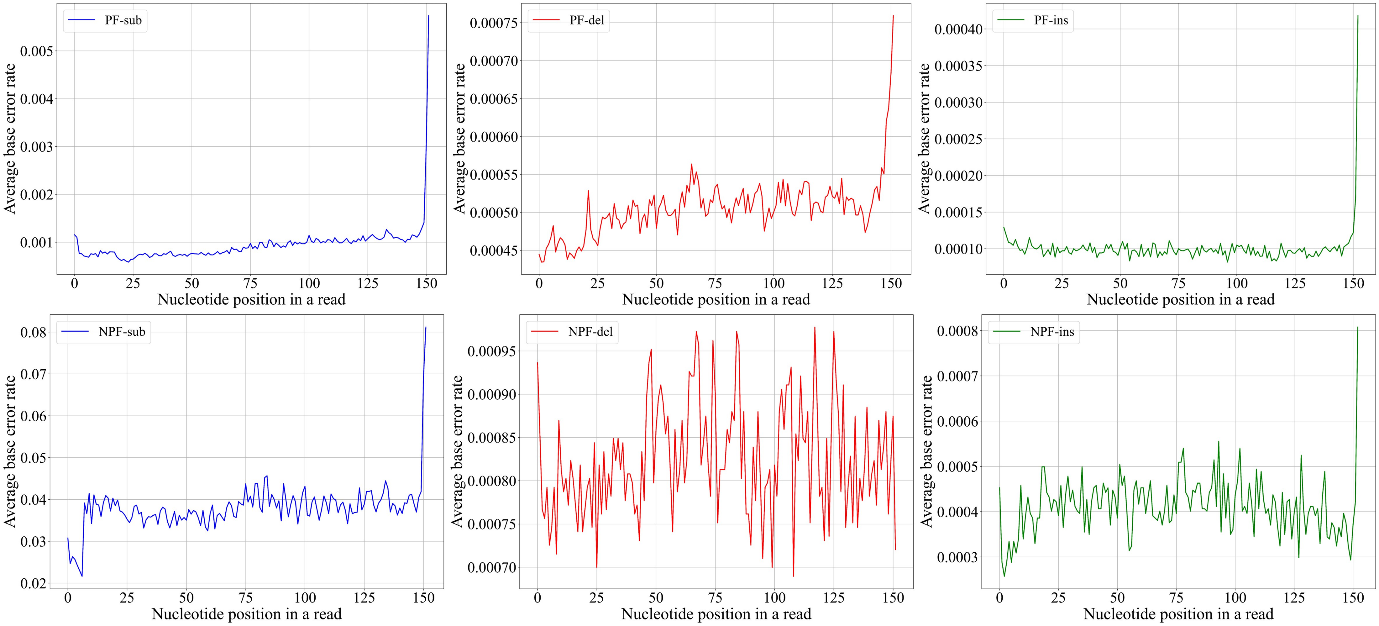 PF-sub
Average base error rate
0.005
0.004
0.003
0.002
0.001
0 25 50 75 100 125 150
Nucleotide position in a read
PF-del
Average base error rate
0.00075
0.00070
0.00065
0.00060
0.00055
0.00050
0.00045
0 25 50 75 100 125 150
Nucleotide position in a read
PF-ins
Average base error rate
0.00040
0.00035
0.00030
0.00025
0.00020
0.00015
0.00010
0 25 50 75 100 125 150
Nucleotide position in a read
NPF-sub
Average base error rate
0.08
0.07
0.06
0.05
0.04
0.03
0.02
0 25 50 75 100 125 150
Nucleotide position in a read
NPF-del
Average base error rate
0.00095
0.00090
0.00085
0.00080
0.00075
0.00070
0 25 50 75 100 125 150
Nucleotide position in a read
NPF-ins
Average base error rate
0.0008
0.0007
0.0006
0.0005
0.0004
0.0003
0 25 50 75 100 125 150
Nucleotide position in a read